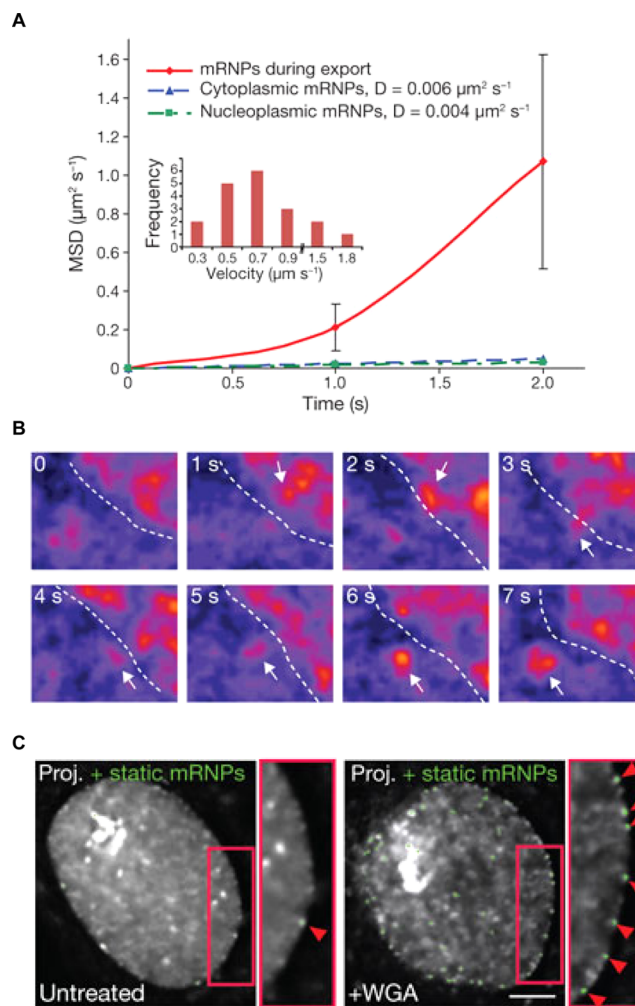 A
1.6
1.4
1.2
1.0
0.8
0.6
0.4
0.2
0
MSD (μm² s⁻¹)
mRNPs during export
Cytoplasmic mRNPs, D = 0.006 μm² s⁻¹
Nucleoplasmic mRNPs, D = 0.004 μm² s⁻¹
Frequency
6
5
4
3
2
1
0
0.3 0.5 0.7 0.9 1.5 1.8
Velocity (μm s⁻¹)
0 0.5 1.0 1.5 2.0
Time (s)
B
0 1 s 2 s 3 s
4 s 5 s 6 s 7 s
C
Proj. + static mRNPs Proj. + static mRNPs
Untreated +WGA